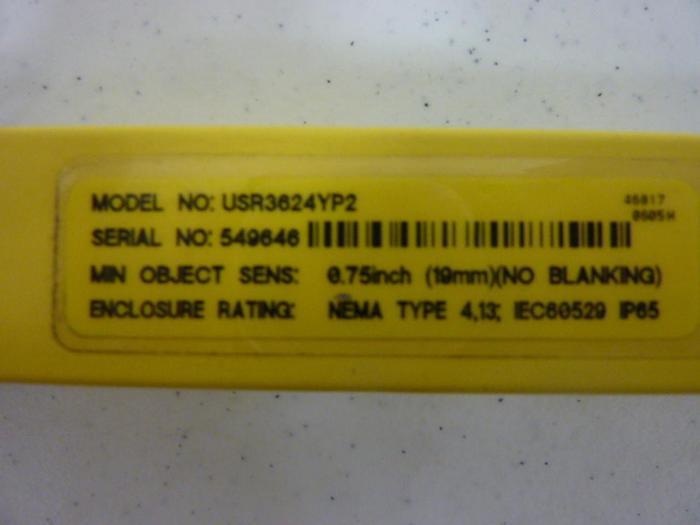 MODEL NO: USR3624YP2
46817
0605H
SERIAL NO: 549646
MIN OBJECT SENS: 0.75inch (19mm)(NO BLANKING)
ENCLOSURE RATING: NEMA TYPE 4,13; IEC60529 IP65